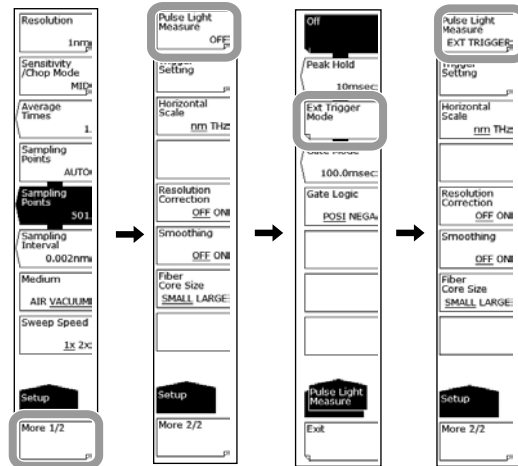 Resolution
1nm
Sensitivity
/Chop Mode
MID
Average
Times
1
Sampling
Points
AUTO
Sampling
Points
501
Sampling
Interval
0.002nm
Medium
AIR VACUUM
Sweep Speed
1x 2x
Setup
More 1/2
Pulse Light
Measure
OFF
Trigger
Setting
Horizontal
Scale
nm THz
Resolution
Correction
OFF ON
Smoothing
OFF ON
Fiber
Core Size
SMALL LARGE
Setup
More 2/2
Off
Peak Hold
10msec
Ext Trigger
Mode
Gate Mode
100.0msec
Gate Logic
POSI NEGA
Pulse Light
Measure
Exit
Pulse Light
Measure
EXT TRIGGER
Trigger
Setting
Horizontal
Scale
nm THz
Resolution
Correction
OFF ON
Smoothing
OFF ON
Fiber
Core Size
SMALL LARGE
Setup
More 2/2